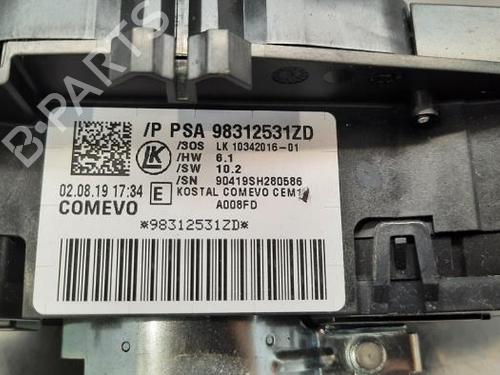 /P PSA 98312531ZD
/SOS LK 10342016-01
/HW 6.1
/SW 10.2
/SN 90419SH280586
02.08.19 17:34 E KOSTAL COMEVO CEM1
COMEVO A008FD
*98312531ZD*
LK
B-PARTS